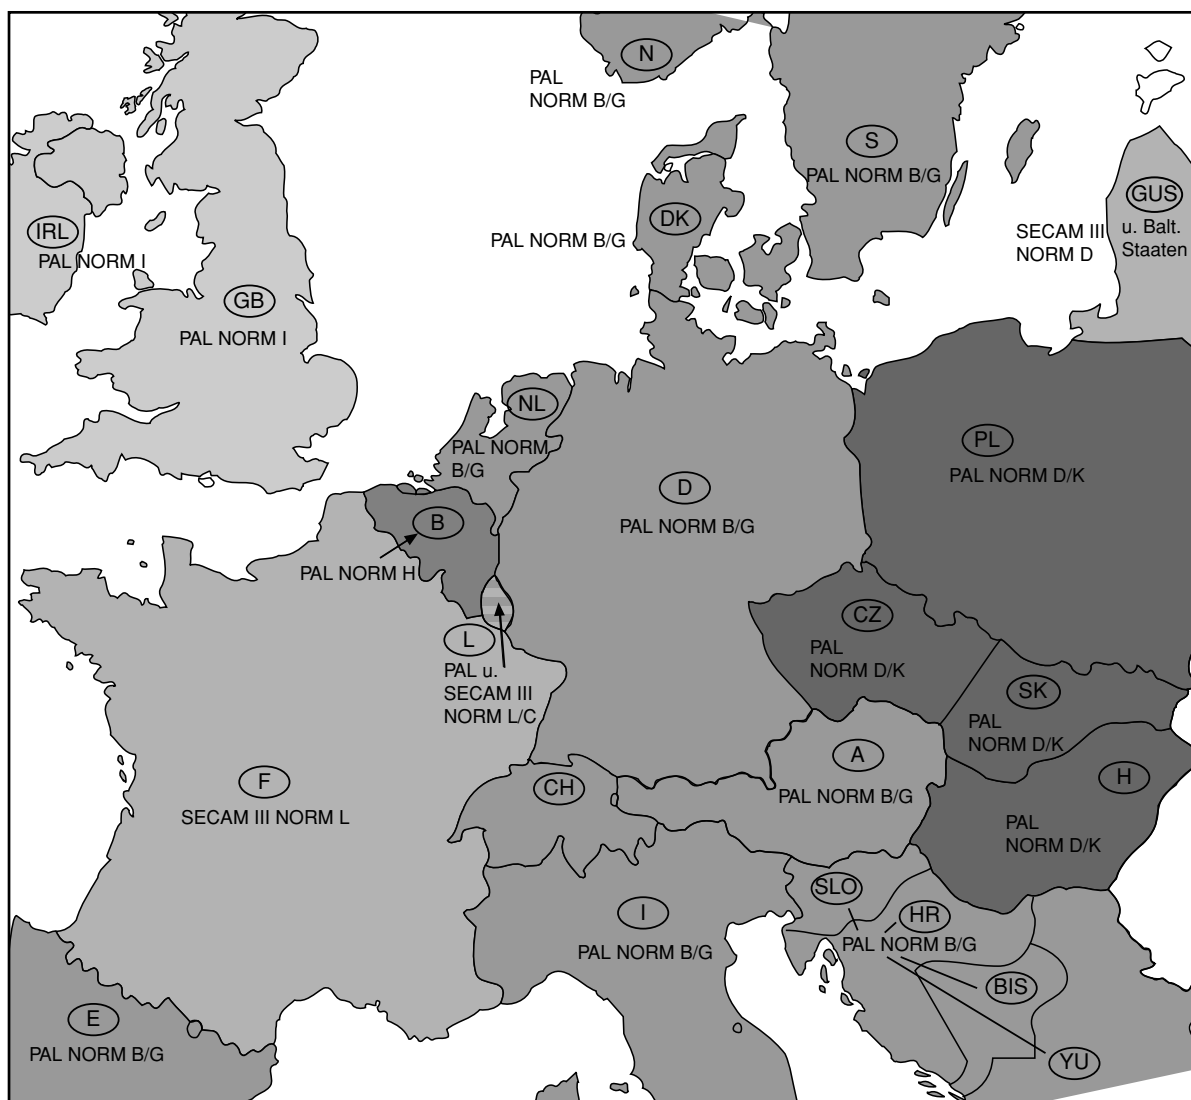 N
PAL
NORM B/G
S
PAL NORM B/G
GUS
u. Balt.
Staaten
SECAM III
NORM D
DK
PAL NORM B/G
IRL
PAL NORM I
GB
PAL NORM I
NL
PAL NORM
B/G
PL
PAL NORM D/K
D
PAL NORM B/G
B
PAL NORM H
CZ
PAL
NORM D/K
L
PAL u.
SECAM III
NORM L/C
SK
PAL
NORM D/K
A
PAL NORM B/G
H
PAL
NORM D/K
F
SECAM III NORM L
CH
SLO
HR
PAL NORM B/G
I
PAL NORM B/G
BIS
E
PAL NORM B/G
YU